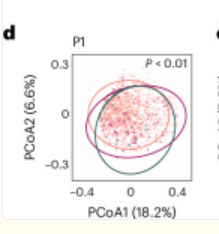 d
P1
P < 0.01
0.3
0
−0.3
PCoA2 (6.6%)
−0.4 0 0.4
PCoA1 (18.2%)